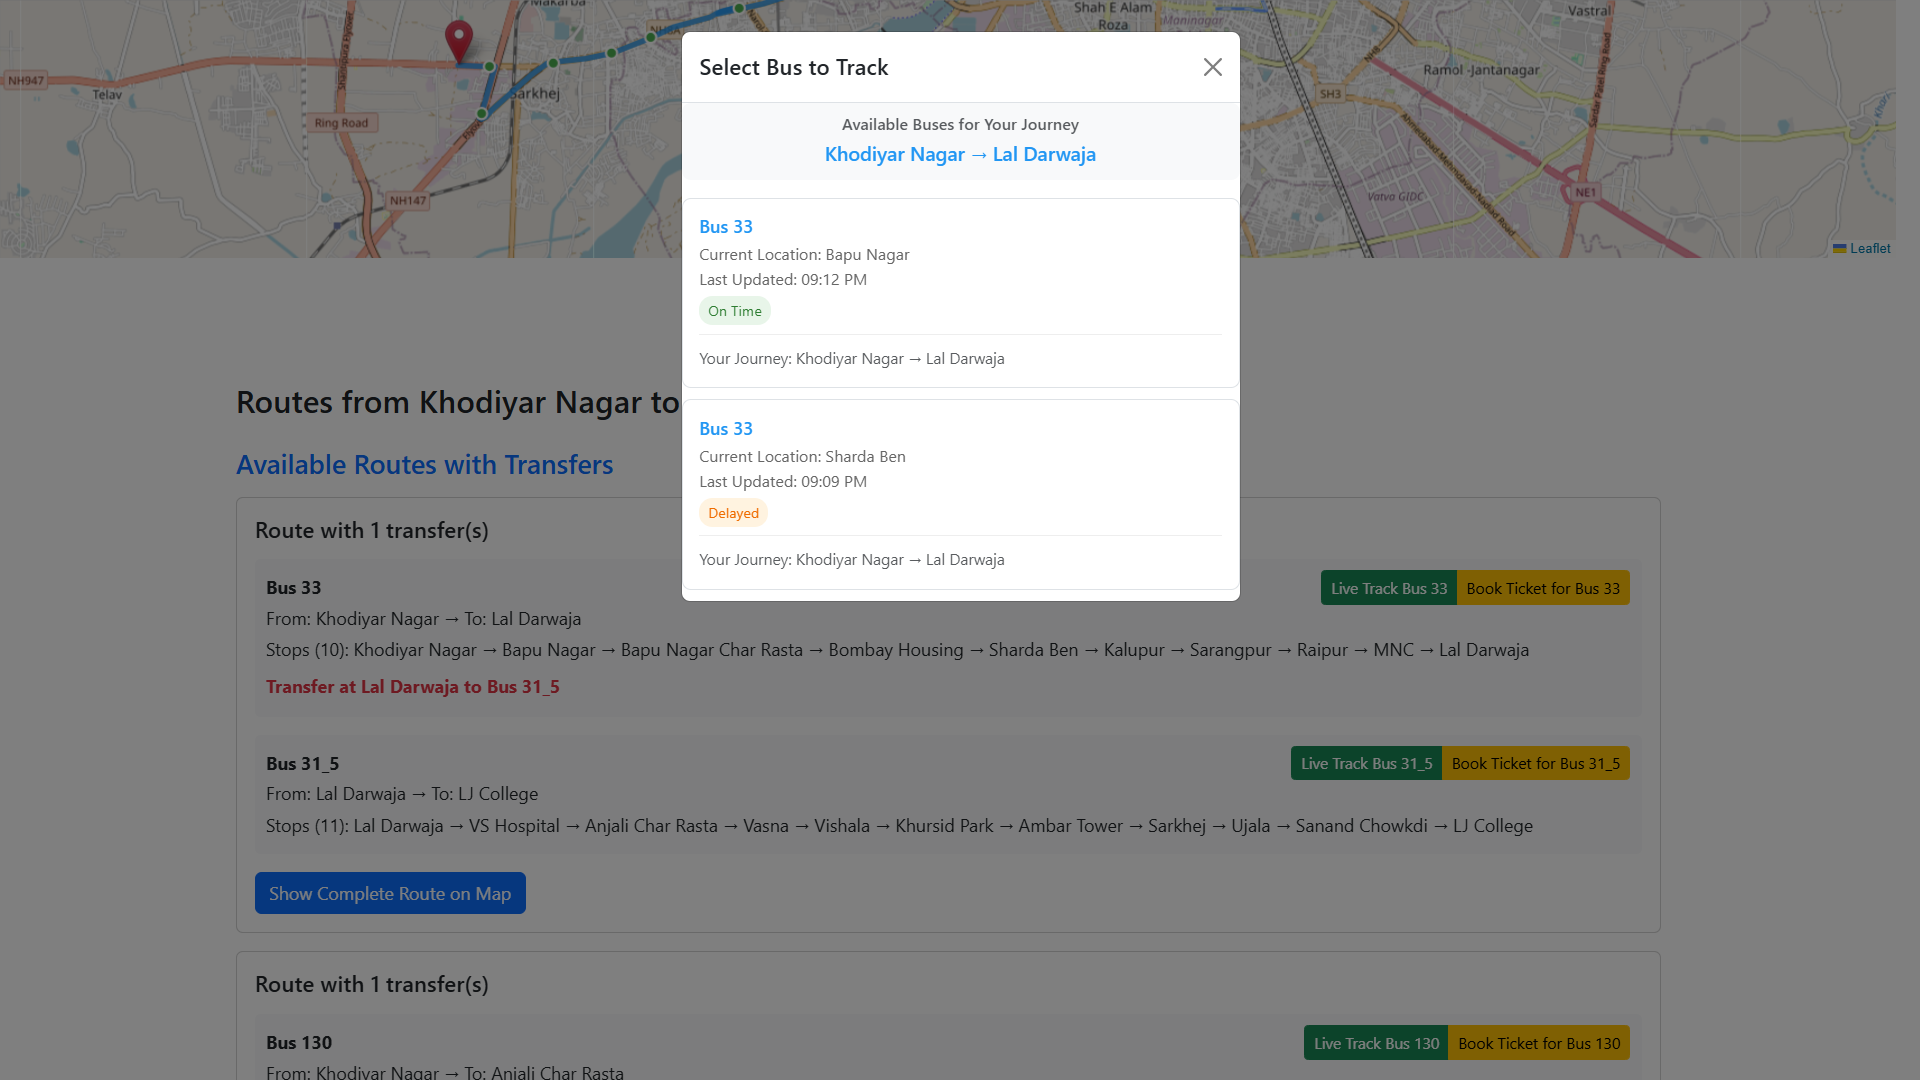 Makarba
Shah E Alam
Roza
Maninagar
Vastral
NH947
Telav
Sarkhej
Ring Road
NH147
SH3
Ramol -Jantanagar
Sardar Patel Ring Road
Ahmedabad Mehmdavad Nadiad Road
Vatva GIDC
NE1
Leaflet
Select Bus to Track
Available Buses for Your Journey
Khodiyar Nagar → Lal Darwaja
Bus 33
Current Location: Bapu Nagar
Last Updated: 09:12 PM
On Time
Your Journey: Khodiyar Nagar → Lal Darwaja
Bus 33
Current Location: Sharda Ben
Last Updated: 09:09 PM
Delayed
Your Journey: Khodiyar Nagar → Lal Darwaja
Routes from Khodiyar Nagar to
Available Routes with Transfers
Route with 1 transfer(s)
Bus 33
Live Track Bus 33 Book Ticket for Bus 33
From: Khodiyar Nagar → To: Lal Darwaja
Stops (10): Khodiyar Nagar → Bapu Nagar → Bapu Nagar Char Rasta → Bombay Housing → Sharda Ben → Kalupur → Sarangpur → Raipur → MNC → Lal Darwaja
Transfer at Lal Darwaja to Bus 31_5
Bus 31_5
Live Track Bus 31_5 Book Ticket for Bus 31_5
From: Lal Darwaja → To: LJ College
Stops (11): Lal Darwaja → VS Hospital → Anjali Char Rasta → Vasna → Vishala → Khursid Park → Ambar Tower → Sarkhej → Ujala → Sanand Chowkdi → LJ College
Show Complete Route on Map
Route with 1 transfer(s)
Bus 130
Live Track Bus 130 Book Ticket for Bus 130
From: Khodiyar Nagar → To: Anjali Char Rasta